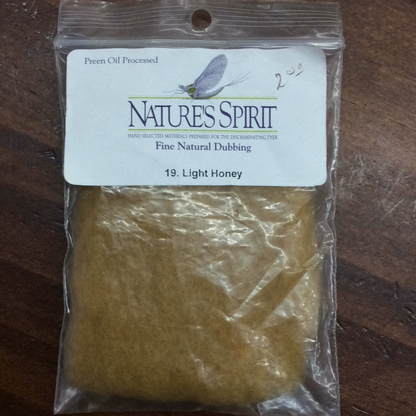 Preen Oil Processed
2.00
NATURE'S SPIRIT
HAND SELECTED MATERIALS PREPARED FOR THE DISCRIMINATING TYER
Fine Natural Dubbing
19. Light Honey